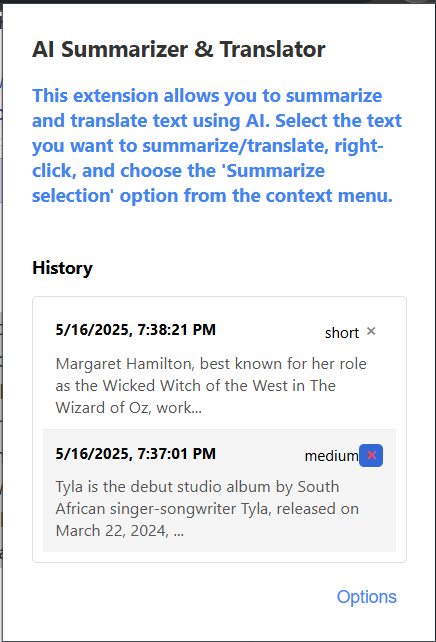 AI Summarizer & Translator
This extension allows you to summarize
and translate text using AI. Select the text
you want to summarize/translate, right-
click, and choose the 'Summarize
selection' option from the context menu.
History
5/16/2025, 7:38:21 PM short ×
Margaret Hamilton, best known for her role
as the Wicked Witch of the West in The
Wizard of Oz, work...
5/16/2025, 7:37:01 PM medium ×
Tyla is the debut studio album by South
African singer-songwriter Tyla, released on
March 22, 2024, ...
Options